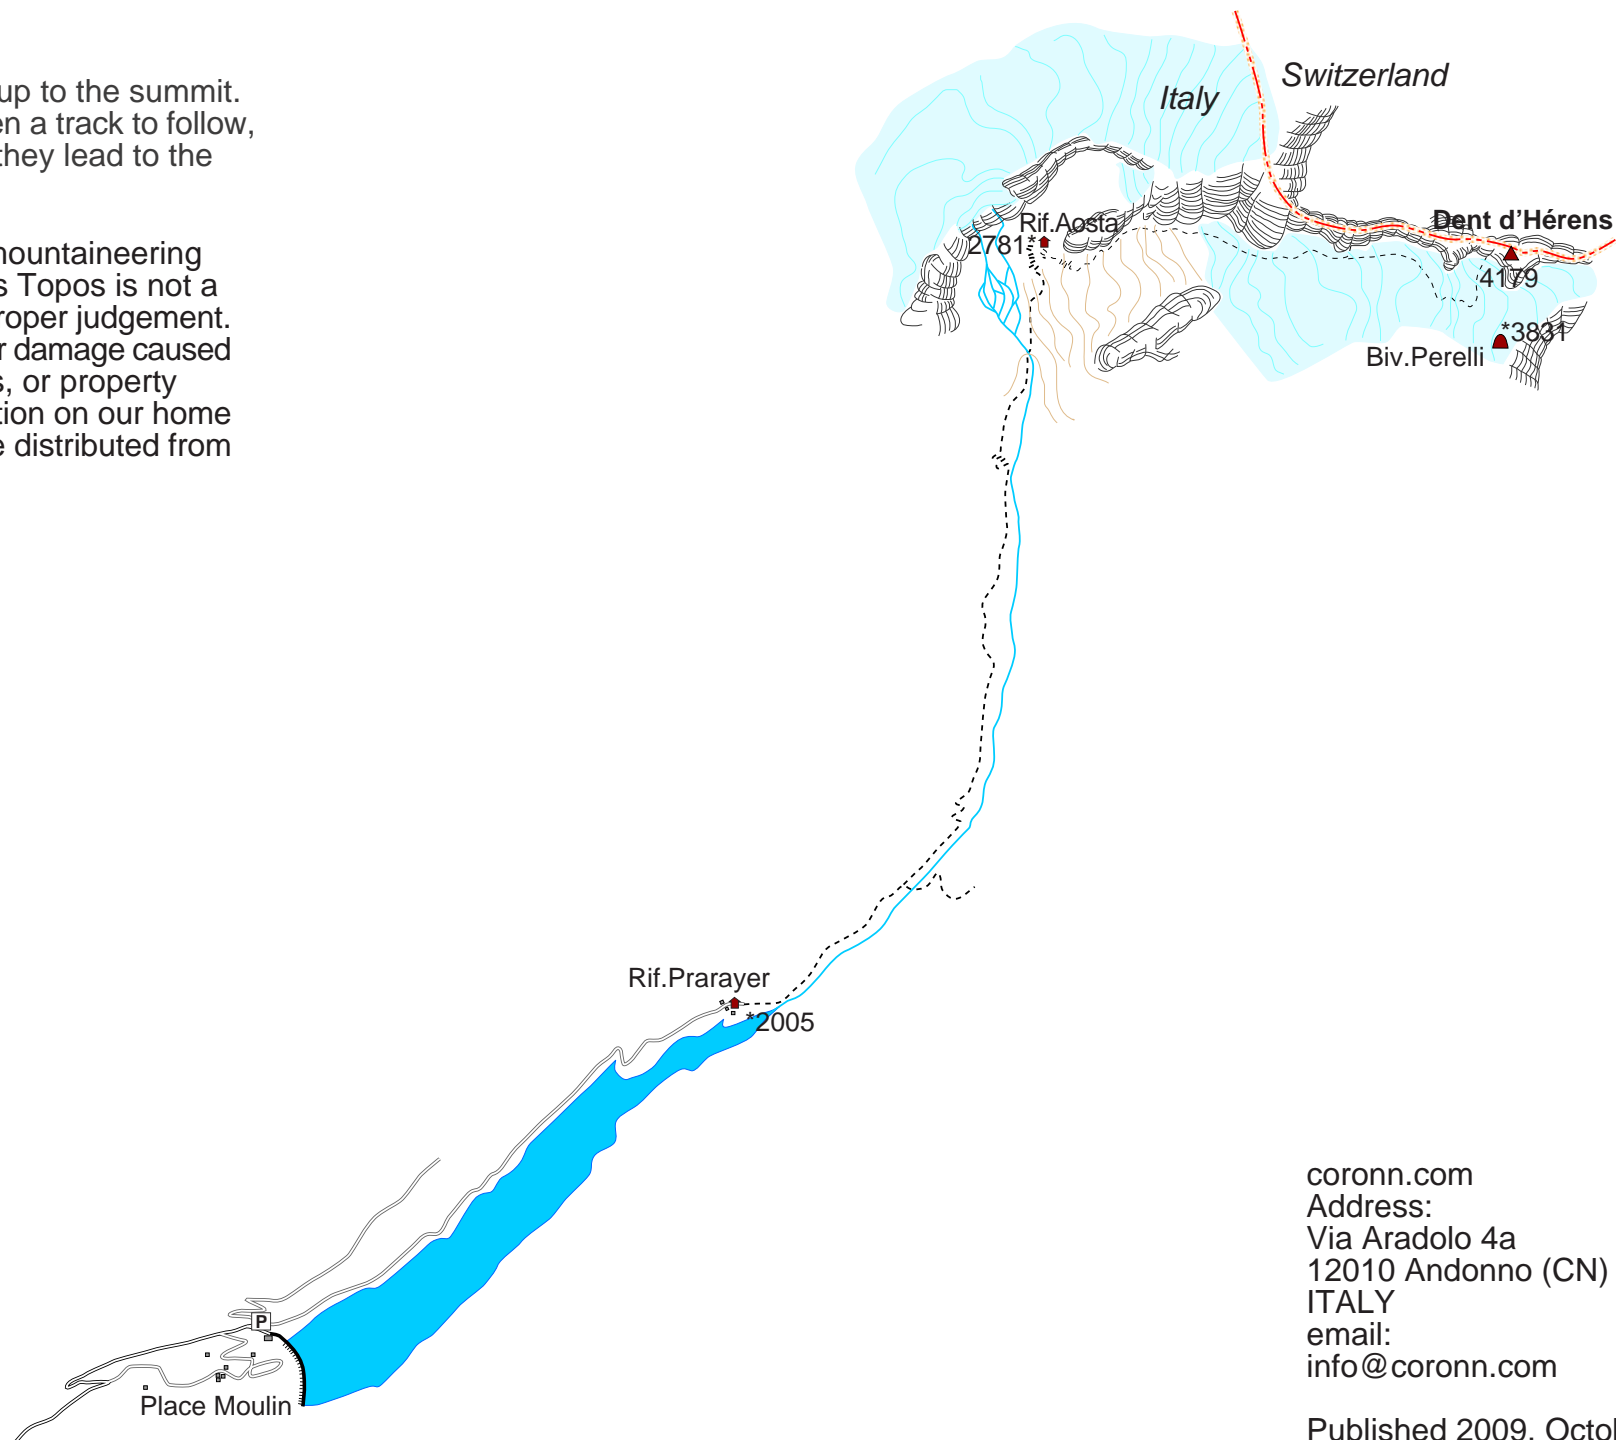 up to the summit.
en a track to follow,
they lead to the
mountaineering
s Topos is not a
roper judgement.
r damage caused
s, or property
tion on our home
e distributed from
Switzerland
Italy
Rif.Aosta
2781*
Dent d'Hérens
4179
*3831
Biv.Perelli
Rif.Prarayer
*2005
P
Place Moulin
coronn.com
Address:
Via Aradolo 4a
12010 Andonno (CN)
ITALY
email:
info@coronn.com
Published 2009, Octo